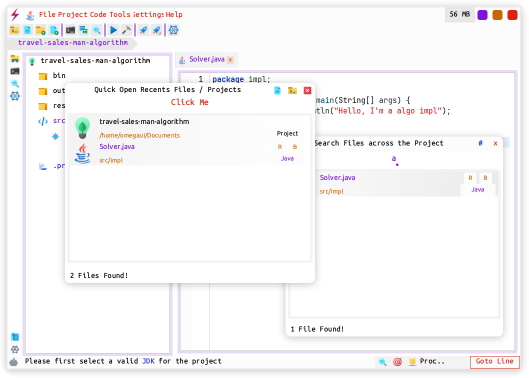 File Project Code Tools Settings Help
56 MB
travel-sales-man-algorithm
travel-sales-man-algorithm
bin
out
res
src
.pr
Solver.java
1 package impl;
main(String[] args) {
ln("Hello, I'm a algo impl");
Quick Open Recents Files / Projects
Click Me
travel-sales-man-algorithm
/home/omegaui/Documents
Project
Solver.java
R B
src/impl
Java
2 Files Found!
Search Files across the Project
# x
a
Solver.java
R B
src/impl
Java
1 File Found!
Please first select a valid JDK for the project
Proc..
Goto Line